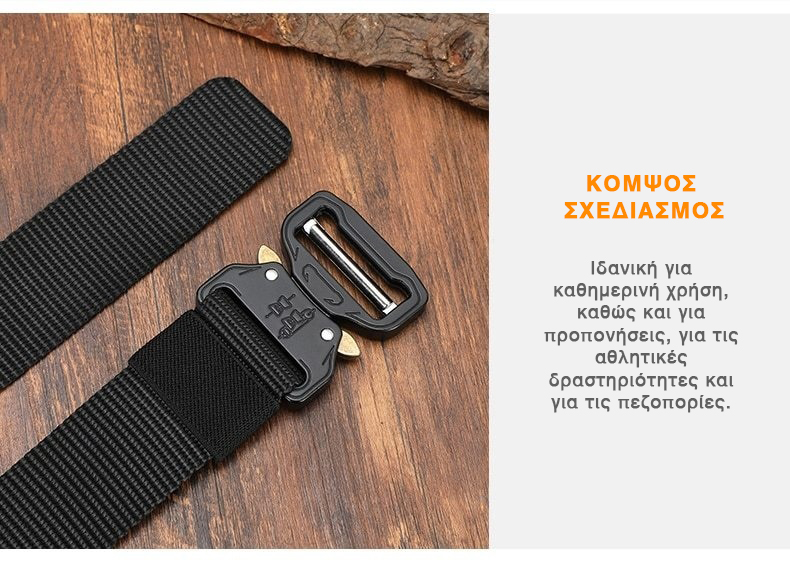 ΚΟΜΨΟΣ
ΣΧΕΔΙΑΣΜΟΣ
Ιδανική για
καθημερινή χρήση,
καθώς και για
προπονήσεις, για τις
αθλητικές
δραστηριότητες και
για τις πεζοπορίες.